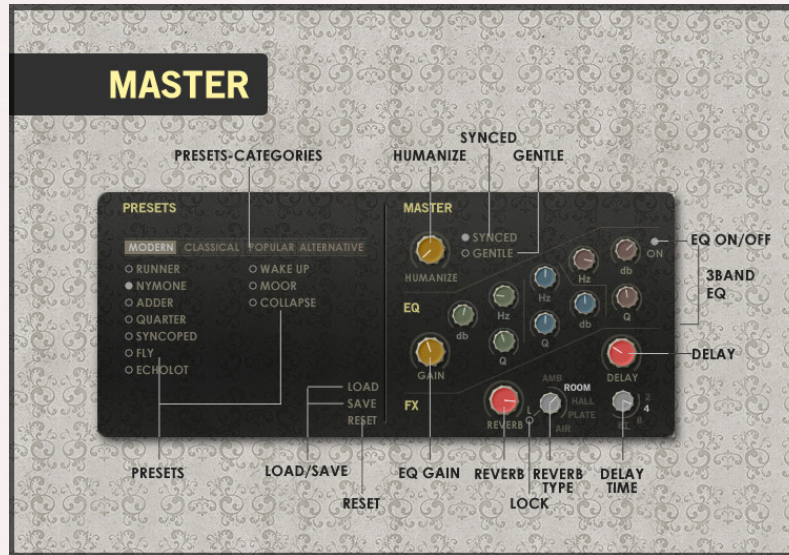 MASTER
SYNCED
PRESETS-CATEGORIES
HUMANIZE
GENTLE
PRESETS
MASTER
MODERN CLASSICAL POPULAR ALTERNATIVE
SYNCED
GENTLE
ON
EQ ON/OFF
RUNNER
WAKE UP
HUMANIZE
Hz
db
NYMONE
MOOR
Hz
3BAND
EQ
ADDER
COLLAPSE
EQ
Hz
db
Q
QUARTER
db
SYNCOPED
Q
Q
FLY
DELAY
ECHOLOT
GAIN
DELAY
LOAD
AMB
ROOM
2
SAVE
FX
HALL
4
RESET
L
PLATE
8
REVERB
AIR
PRESETS
LOAD/SAVE
EQ GAIN
REVERB
REVERB
TYPE
DELAY
TIME
RESET
LOCK